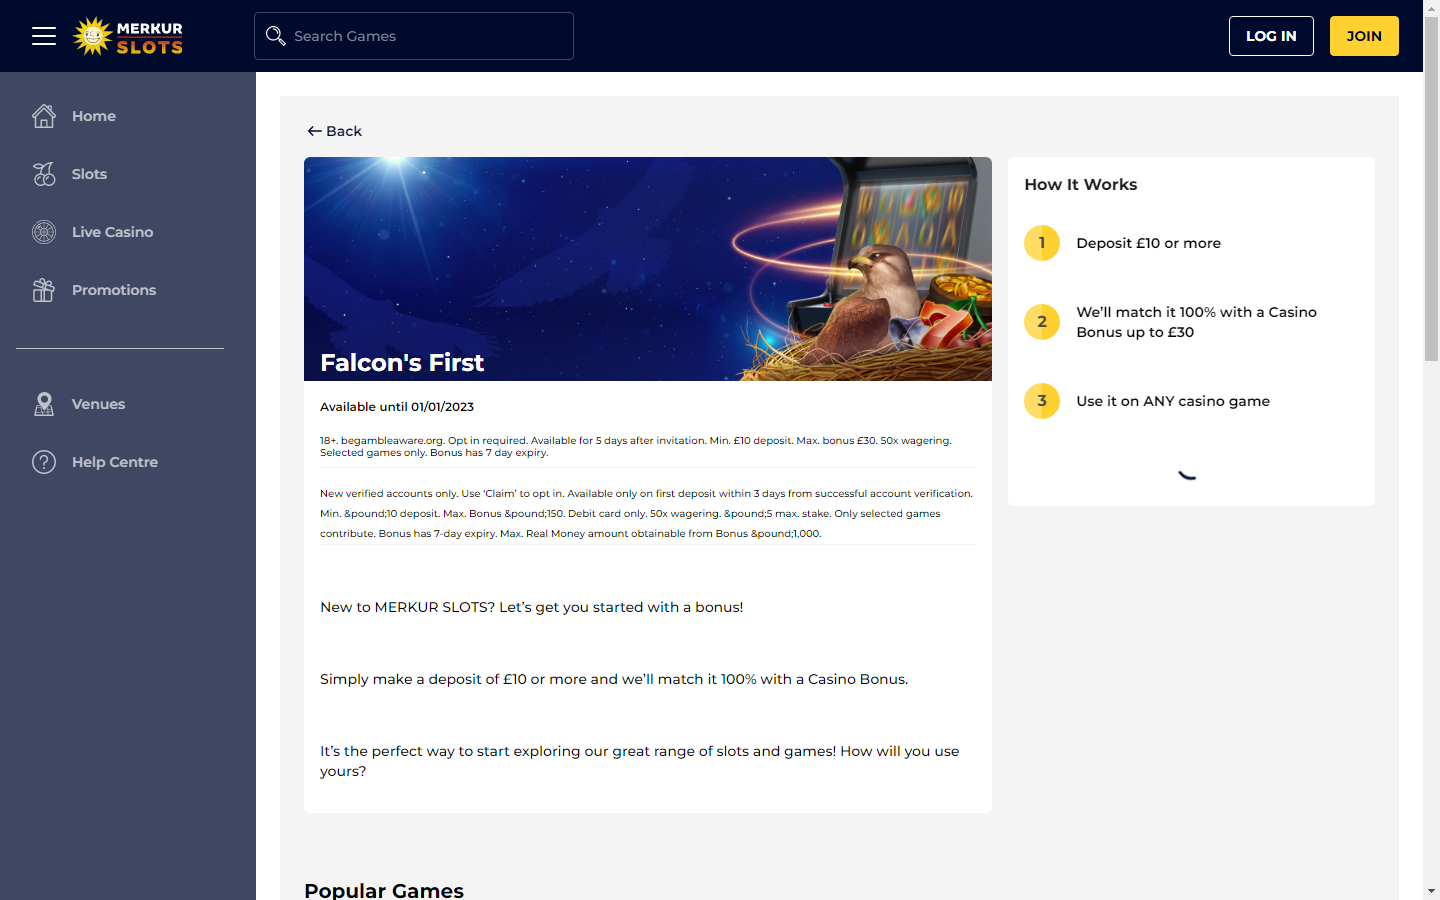 MERKUR
SLOTS
Search Games
LOG IN
JOIN
Home
Slots
Live Casino
Promotions
Venues
Help Centre
Back
Falcon's First
Available until 01/01/2023
18+. begambleaware.org. Opt in required. Available for 5 days after invitation. Min. £10 deposit. Max. bonus £30. 50x wagering.
Selected games only. Bonus has 7 day expiry.
New verified accounts only. Use ‘Claim’ to opt in. Available only on first deposit within 3 days from successful account verification.
Min. &pound;10 deposit. Max. Bonus &pound;150. Debit card only. 50x wagering. &pound;5 max. stake. Only selected games
contribute. Bonus has 7-day expiry. Max. Real Money amount obtainable from Bonus &pound;1,000.
New to MERKUR SLOTS? Let’s get you started with a bonus!
Simply make a deposit of £10 or more and we’ll match it 100% with a Casino Bonus.
It’s the perfect way to start exploring our great range of slots and games! How will you use
yours?
How It Works
1 Deposit £10 or more
2 We’ll match it 100% with a Casino
Bonus up to £30
3 Use it on ANY casino game
Popular Games